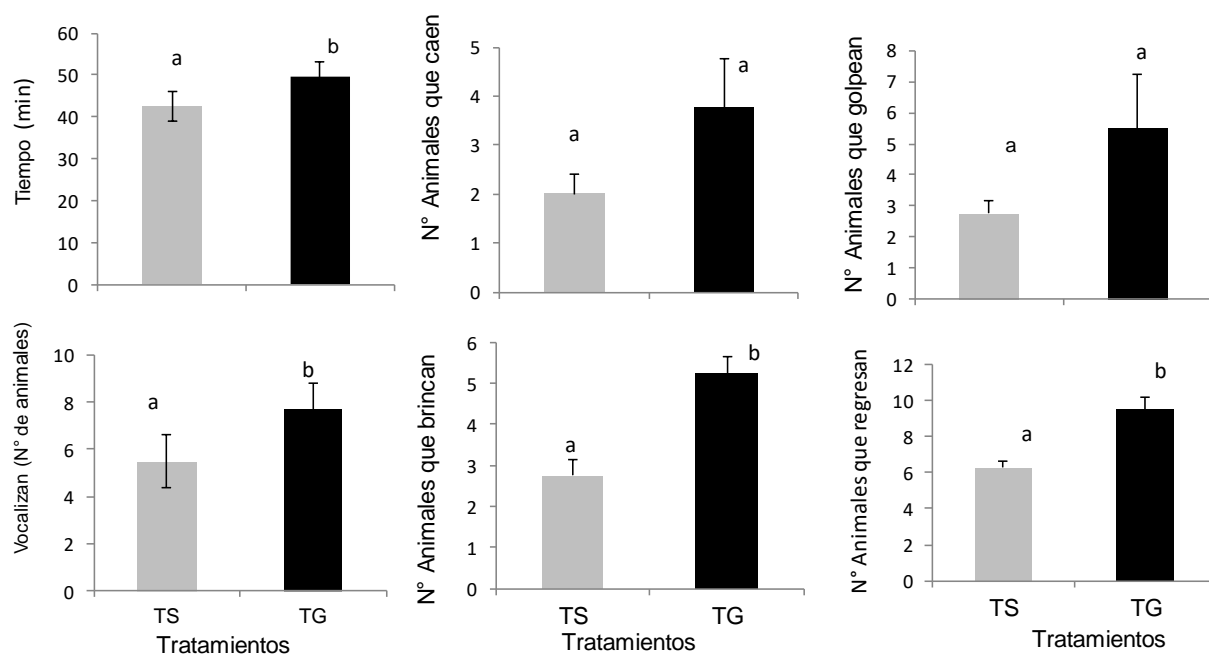 Tiempo (min)
60
50
40
30
20
10
0
a
b
N° Animales que caen
5
4
3
2
1
0
a
a
N° Animales que golpean
8
7
6
5
4
3
2
1
0
a
a
Vocalizan (N° de animales)
10
8
6
4
2
0
a
b
TS TG
Tratamientos
N° Animales que brincan
6
5
4
3
2
1
0
a
b
TS TG
Tratamientos
N° Animales que regresan
12
10
8
6
4
2
0
a
b
TS TG
Tratamientos